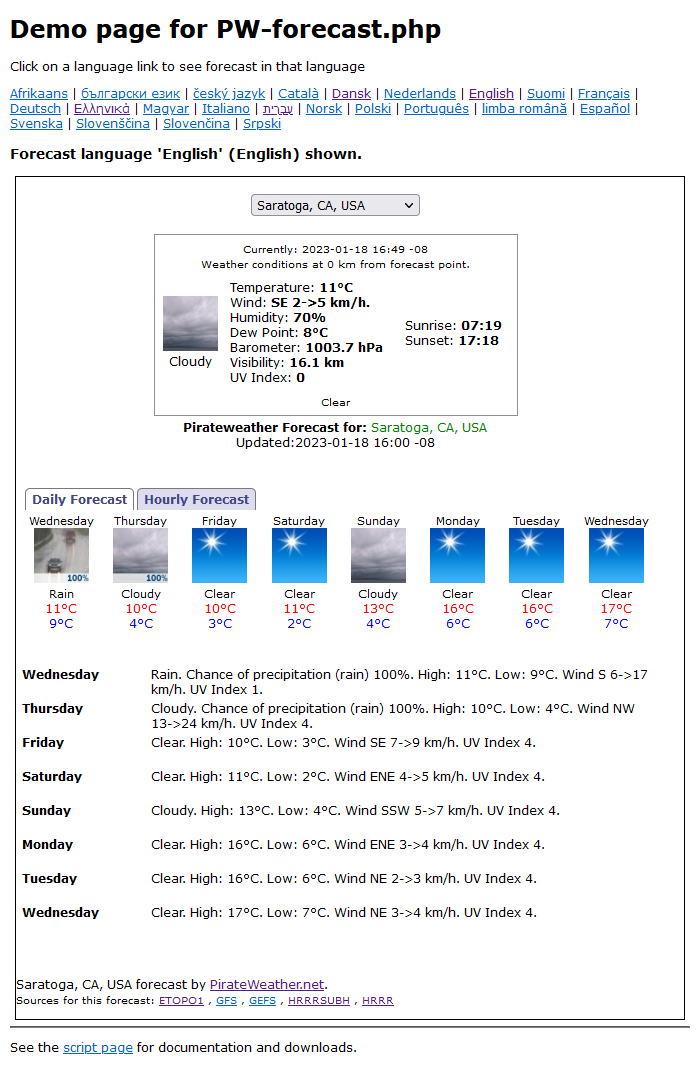 Demo page for PW-forecast.php
Click on a language link to see forecast in that language
Afrikaans | български език | český jazyk | Català | Dansk | Nederlands | English | Suomi | Français |
Deutsch | Ελληνικά | Magyar | Italiano | עִבְרִית | Norsk | Polski | Português | limba română | Español |
Svenska | Slovenščina | Slovenčina | Srpski
Forecast language 'English' (English) shown.
Saratoga, CA, USA
Currently: 2023-01-18 16:49 -08
Weather conditions at 0 km from forecast point.
Cloudy
Temperature: 11°C
Wind: SE 2->5 km/h.
Humidity: 70%
Dew Point: 8°C
Barometer: 1003.7 hPa
Visibility: 16.1 km
UV Index: 0
Sunrise: 07:19
Sunset: 17:18
Clear
Pirateweather Forecast for: Saratoga, CA, USA
Updated:2023-01-18 16:00 -08
Daily Forecast Hourly Forecast
Wednesday Thursday Friday Saturday Sunday Monday Tuesday Wednesday
100% 100%
Rain Cloudy Clear Clear Cloudy Clear Clear Clear
11°C 10°C 10°C 11°C 13°C 16°C 16°C 17°C
9°C 4°C 3°C 2°C 4°C 6°C 6°C 7°C
Wednesday Rain. Chance of precipitation (rain) 100%. High: 11°C. Low: 9°C. Wind S 6->17
km/h. UV Index 1.
Thursday Cloudy. Chance of precipitation (rain) 100%. High: 10°C. Low: 4°C. Wind NW
13->24 km/h. UV Index 4.
Friday Clear. High: 10°C. Low: 3°C. Wind SE 7->9 km/h. UV Index 4.
Saturday Clear. High: 11°C. Low: 2°C. Wind ENE 4->5 km/h. UV Index 4.
Sunday Cloudy. High: 13°C. Low: 4°C. Wind SSW 5->7 km/h. UV Index 4.
Monday Clear. High: 16°C. Low: 6°C. Wind ENE 3->4 km/h. UV Index 4.
Tuesday Clear. High: 16°C. Low: 6°C. Wind NE 2->3 km/h. UV Index 4.
Wednesday Clear. High: 17°C. Low: 7°C. Wind NE 3->4 km/h. UV Index 4.
Saratoga, CA, USA forecast by PirateWeather.net.
Sources for this forecast: ETOPO1 , GFS , GEFS , HRRRSUBH , HRRR
See the script page for documentation and downloads.